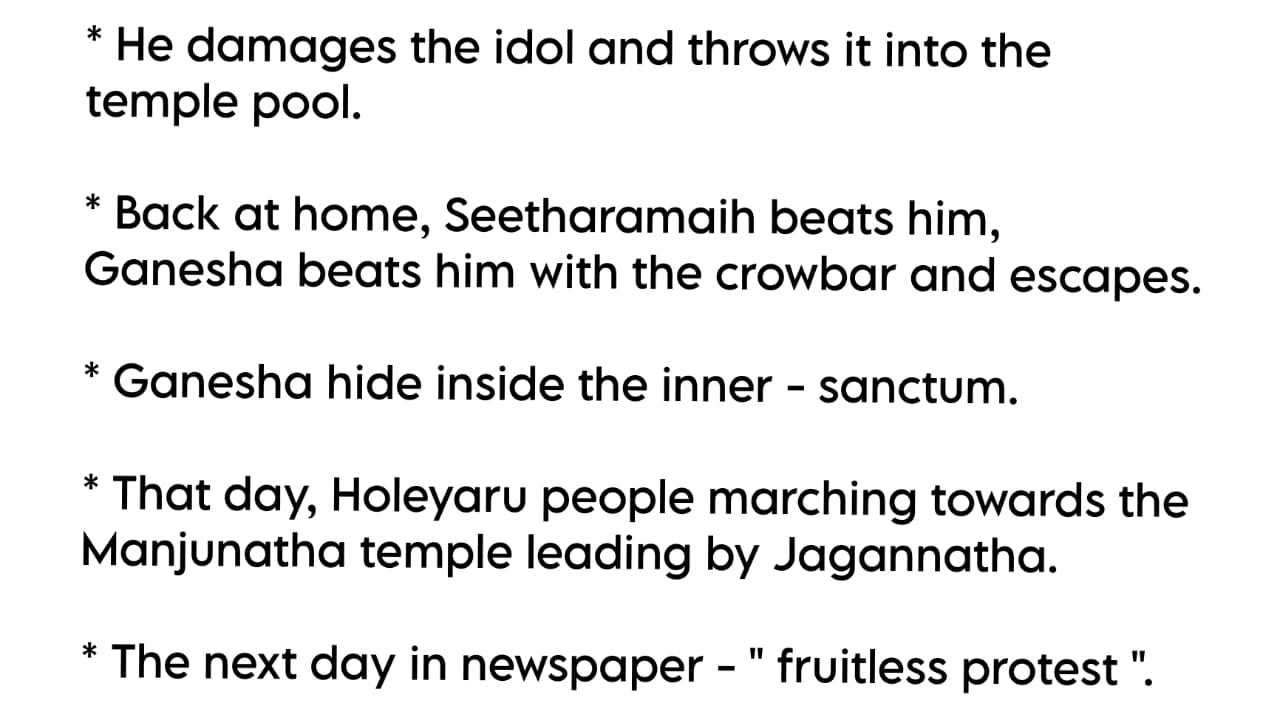 * He damages the idol and throws it into the
temple pool.
* Back at home, Seetharamaih beats him,
Ganesha beats him with the crowbar and escapes.
* Ganesha hide inside the inner - sanctum.
* That day, Holeyaru people marching towards the
Manjunatha temple leading by Jagannatha.
* The next day in newspaper - " fruitless protest ".